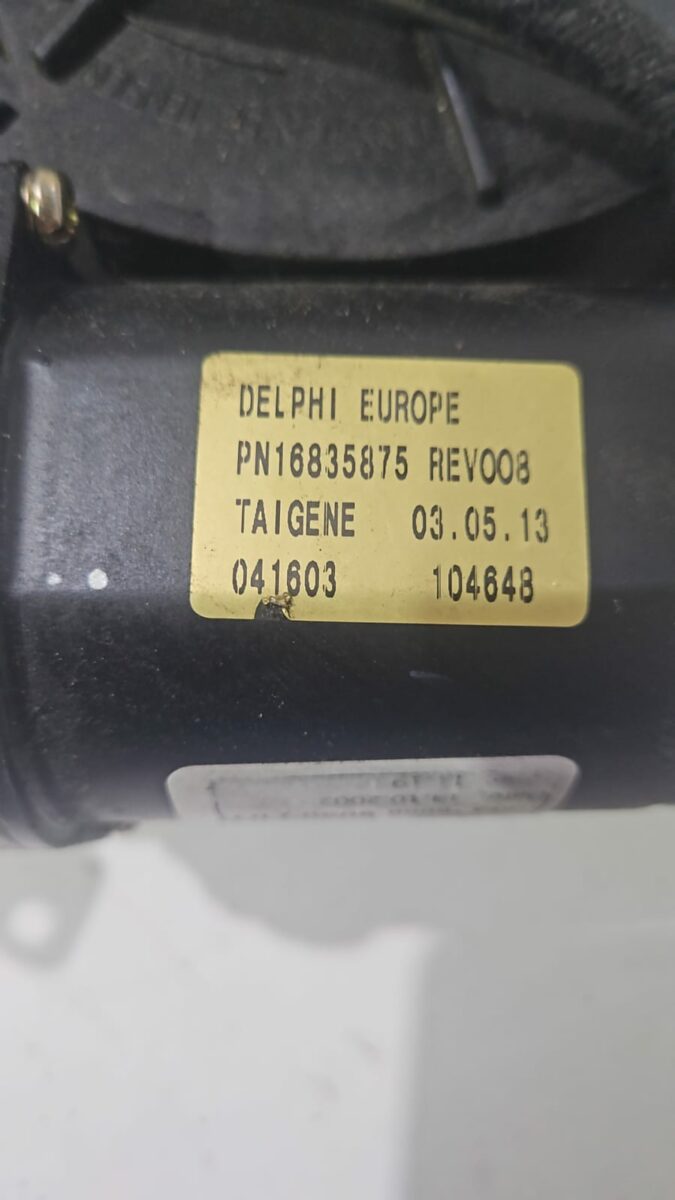 DELPHI EUROPE
PN16835875 REV008
TAIGENE 03.05.13
041603 104648